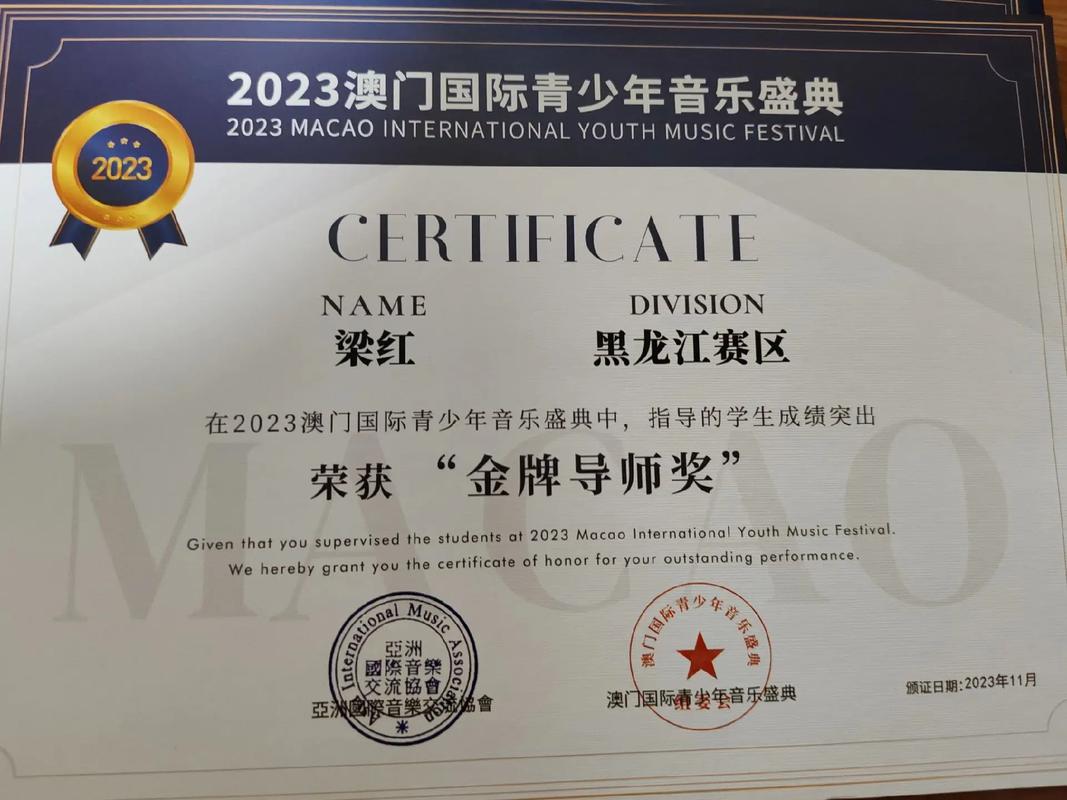 2023澳门国际青少年音乐盛典
2023 MACAO INTERNATIONAL YOUTH MUSIC FESTIVAL
2023
CERTIFICATE
NAME
DIVISION
梁红
黑龙江赛区
在2023澳门国际青少年音乐盛典中，指导的学生成绩突出
荣获 “金牌导师奖”
Given that you supervised the students at 2023 Macao International Youth Music Festival.
We hereby grant you the certificate of honor for your outstanding performance.
MACAO
Asia International Music Association
亞洲
國際音樂
交流協會
亞洲國際音樂交流協會
澳门国际青少年音乐盛典
组委会
澳门国际青少年音乐盛典
颁证日期:2023年11月